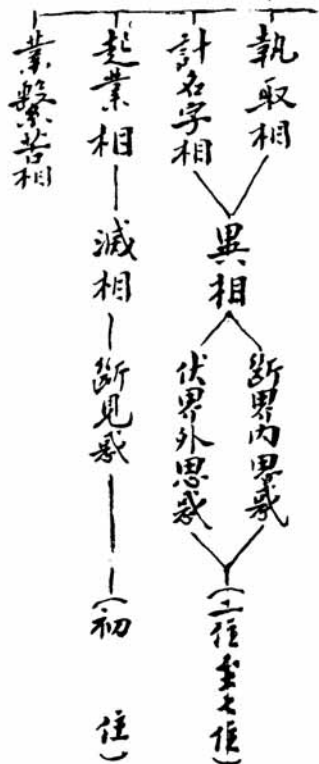 執取相
計名字相
異相
斷界內思惑
伏界外思惑
(二住至七住)
起業相
滅相
斷見惑
(初住)
業繫苦相